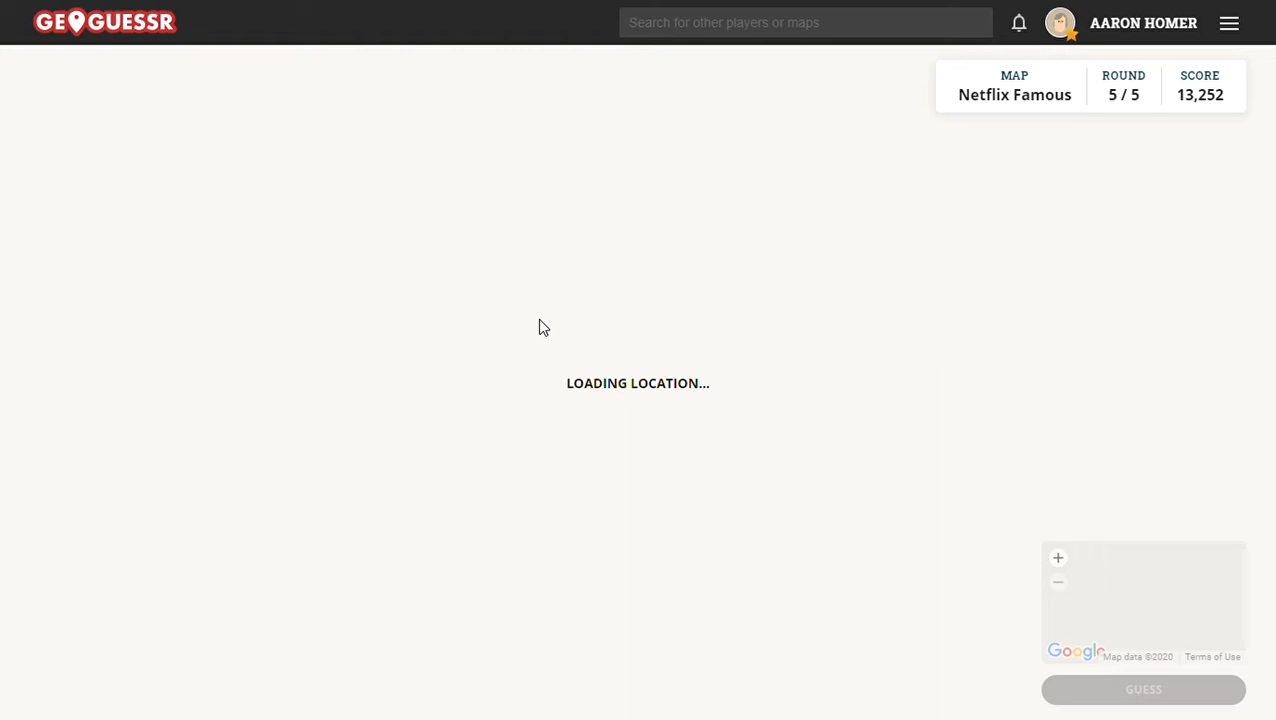 GEOGUESSR
Search for other players or maps
AARON HOMER
MAP
Netflix Famous
ROUND
5 / 5
SCORE
13,252
LOADING LOCATION...
Google
Map data ©2020
Terms of Use
GUESS